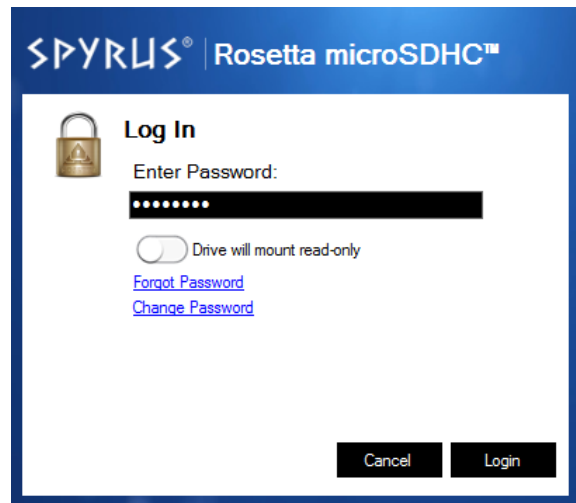 SPYRUS® | Rosetta microSDHC™
Log In
Enter Password:
••••••••
Drive will mount read-only
Forgot Password
Change Password
Cancel Login